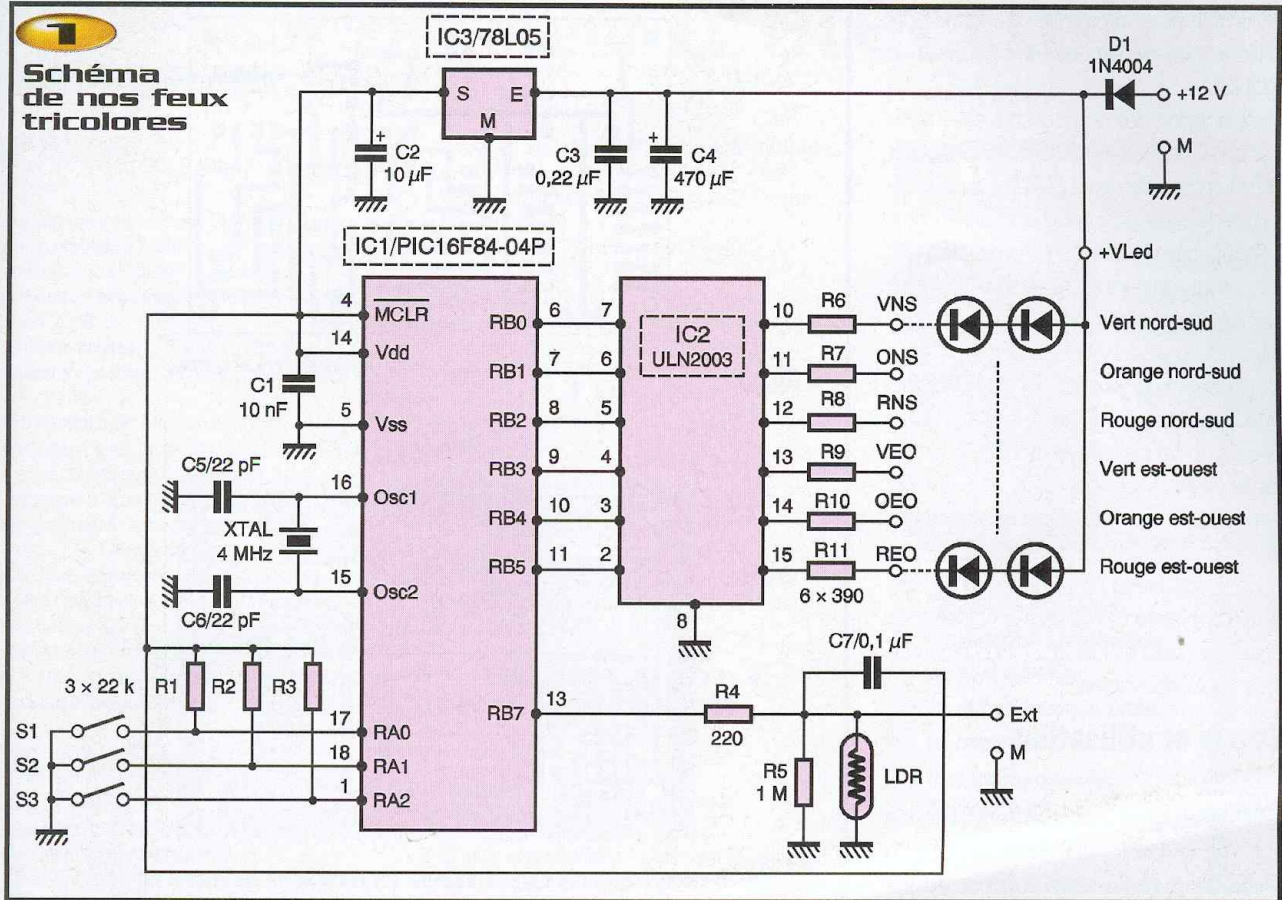 1
Schéma
de nos feux
tricolores
IC3/78L05
S E
M
D1
1N4004
+12 V
M
+
C2
10 µF
C3
0,22 µF
+
C4
470 µF
+VLed
IC1/PIC16F84-04P
4
MCLR
14
Vdd
C1
10 nF
5
Vss
C5/22 pF
16
Osc1
XTAL
4 MHz
15
Osc2
C6/22 pF
RB0 6 7
RB1 7 6
RB2 8 5
RB3 9 4
RB4 10 3
RB5 11 2
IC2
ULN2003
8
10 R6 VNS Vert nord-sud
11 R7 ONS Orange nord-sud
12 R8 RNS Rouge nord-sud
13 R9 VEO Vert est-ouest
14 R10 OEO Orange est-ouest
15 R11 REO Rouge est-ouest
6 × 390
3 × 22 k R1 R2 R3
S1 17 RA0
S2 18 RA1
S3 1 RA2
RB7 13
R4
220
C7/0,1 µF
R5
1 M
LDR
Ext
M